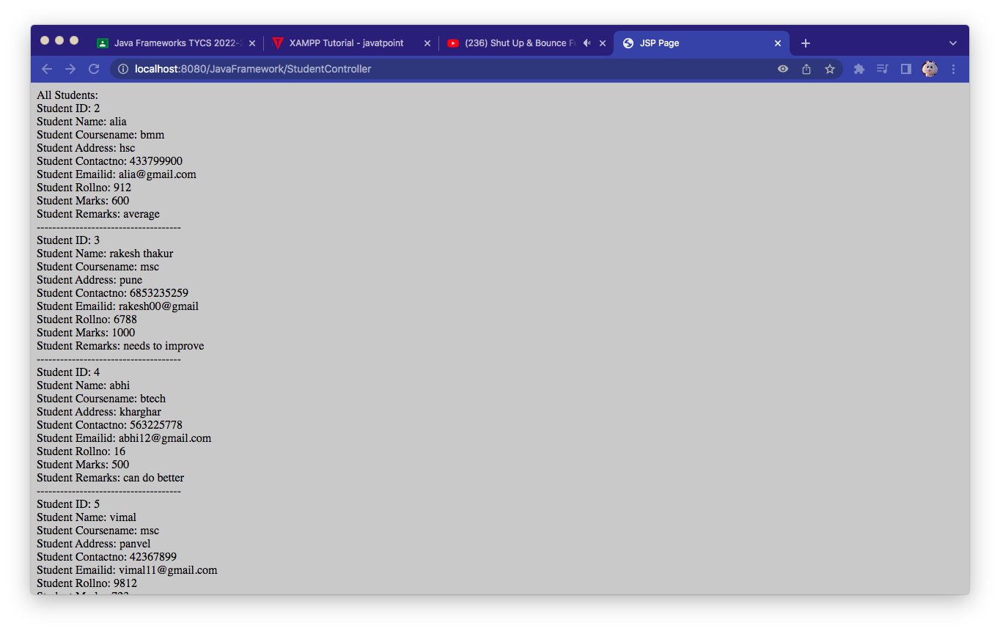 Java Frameworks TYCS 2022-
XAMPP Tutorial - javatpoint
(236) Shut Up & Bounce
JSP Page
localhost:8080/JavaFramework/StudentController
All Students:
Student ID: 2
Student Name: alia
Student Coursename: bmm
Student Address: hsc
Student Contactno: 433799900
Student Emailid: alia@gmail.com
Student Rollno: 912
Student Marks: 600
Student Remarks: average
-------------------------------------
Student ID: 3
Student Name: rakesh thakur
Student Coursename: msc
Student Address: pune
Student Contactno: 6853235259
Student Emailid: rakesh00@gmail
Student Rollno: 6788
Student Marks: 1000
Student Remarks: needs to improve
-------------------------------------
Student ID: 4
Student Name: abhi
Student Coursename: btech
Student Address: kharghar
Student Contactno: 563225778
Student Emailid: abhi12@gmail.com
Student Rollno: 16
Student Marks: 500
Student Remarks: can do better
-------------------------------------
Student ID: 5
Student Name: vimal
Student Coursename: msc
Student Address: panvel
Student Contactno: 42367899
Student Emailid: vimal11@gmail.com
Student Rollno: 9812